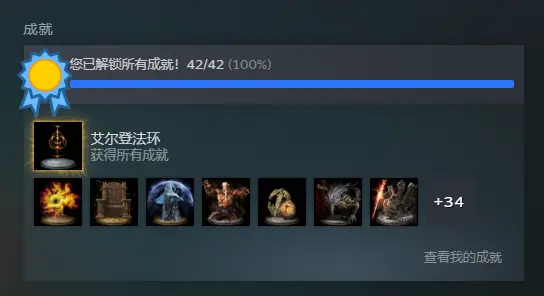 成就
您已解锁所有成就！42/42 (100%)
艾尔登法环
获得所有成就
+34
查看我的成就